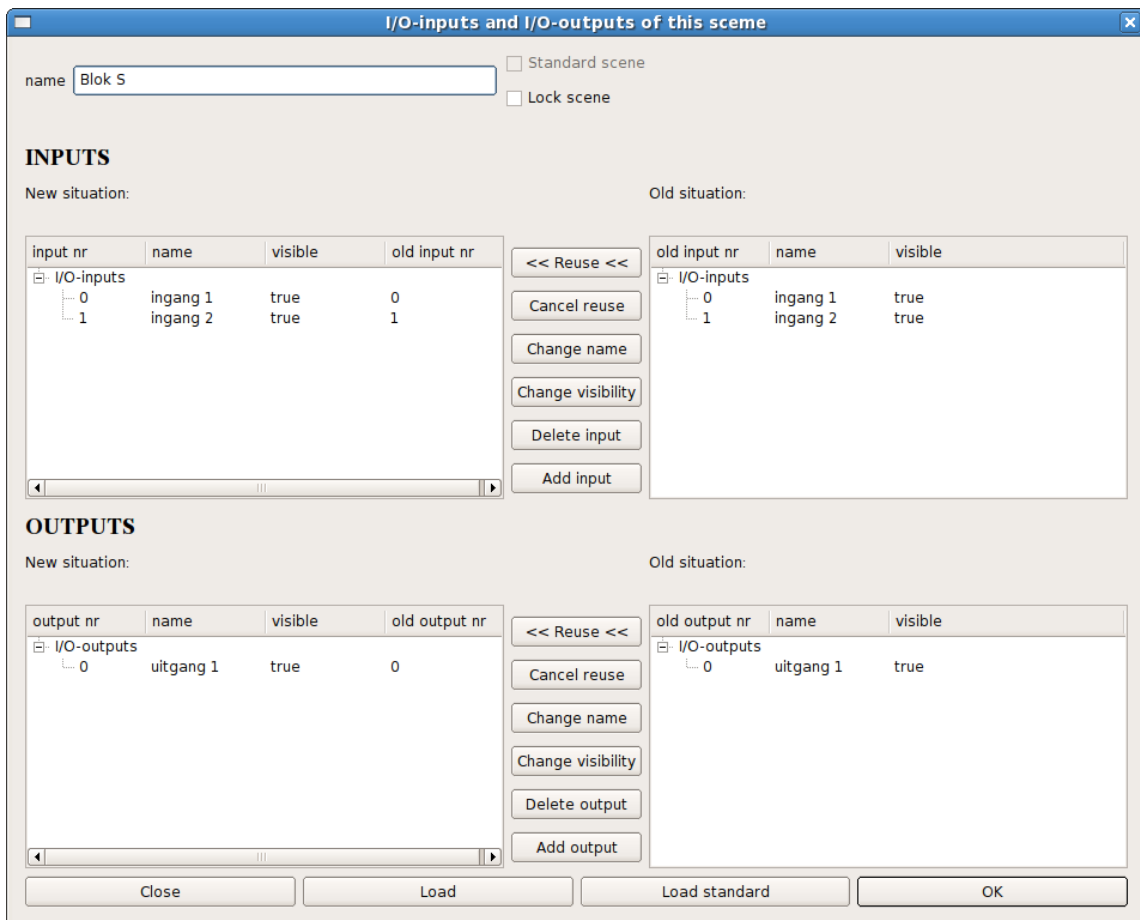 I/O-inputs and I/O-outputs of this sceme
name Blok S
Standard scene
Lock scene
INPUTS
New situation: Old situation:
input nr name visible old input nr
I/O-inputs
0 ingang 1 true 0
1 ingang 2 true 1
<< Reuse <<
Cancel reuse
Change name
Change visibility
Delete input
Add input
old input nr name visible
I/O-inputs
0 ingang 1 true
1 ingang 2 true
OUTPUTS
New situation: Old situation:
output nr name visible old output nr
I/O-outputs
0 uitgang 1 true 0
<< Reuse <<
Cancel reuse
Change name
Change visibility
Delete output
Add output
old output nr name visible
I/O-outputs
0 uitgang 1 true
Close Load Load standard OK